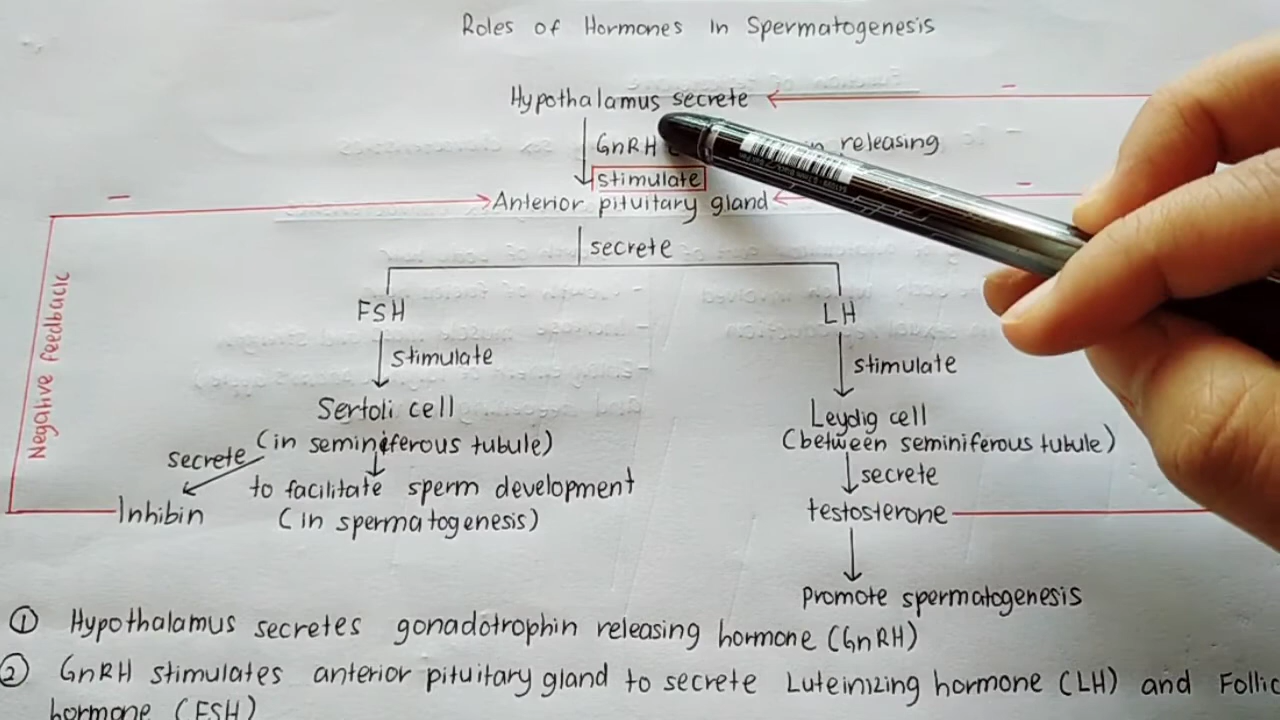 Roles of Hormones in Spermatogenesis
Hypothalamus secrete
GnRH releasing
stimulate
Anterior pituitary gland
secrete
FSH
LH
stimulate
stimulate
Sertoli cell
(in seminiferous tubule)
Leydig cell
(between seminiferous tubule)
secrete
secrete
to facilitate sperm development
(in spermatogenesis)
Inhibin
testosterone
Promote spermatogenesis
Negative feedback
① Hypothalamus secretes gonadotrophin releasing hormone (GnRH)
② GnRH stimulates anterior pituitary gland to secrete Luteinizing hormone (LH) and Follic
hormone (FSH)